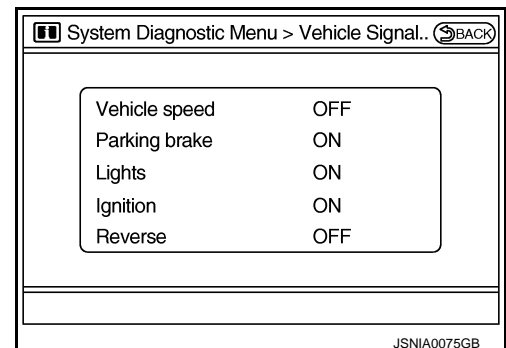 System Diagnostic Menu > Vehicle Signal.. BACK
Vehicle speed OFF
Parking brake ON
Lights ON
Ignition ON
Reverse OFF
JSNIA0075GB